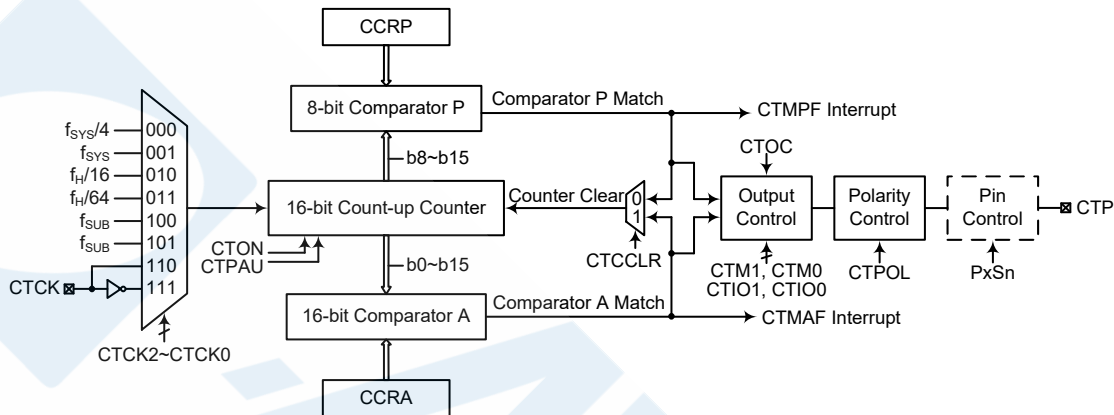 CCRP
8-bit Comparator P
Comparator P Match
CTMPF Interrupt
b8~b15
fSYS/4
000
fSYS
001
fH/16
010
fH/64
011
fSUB
100
fSUB
101
110
111
CTCK
CTCK2~CTCK0
16-bit Count-up Counter
CTON
CTPAU
Counter Clear
0
1
CTCCLR
CTOC
Output
Control
CTM1, CTM0
CTIO1, CTIO0
Polarity
Control
CTPOL
Pin
Control
PxSn
CTP
b0~b15
16-bit Comparator A
Comparator A Match
CTMAF Interrupt
CCRA